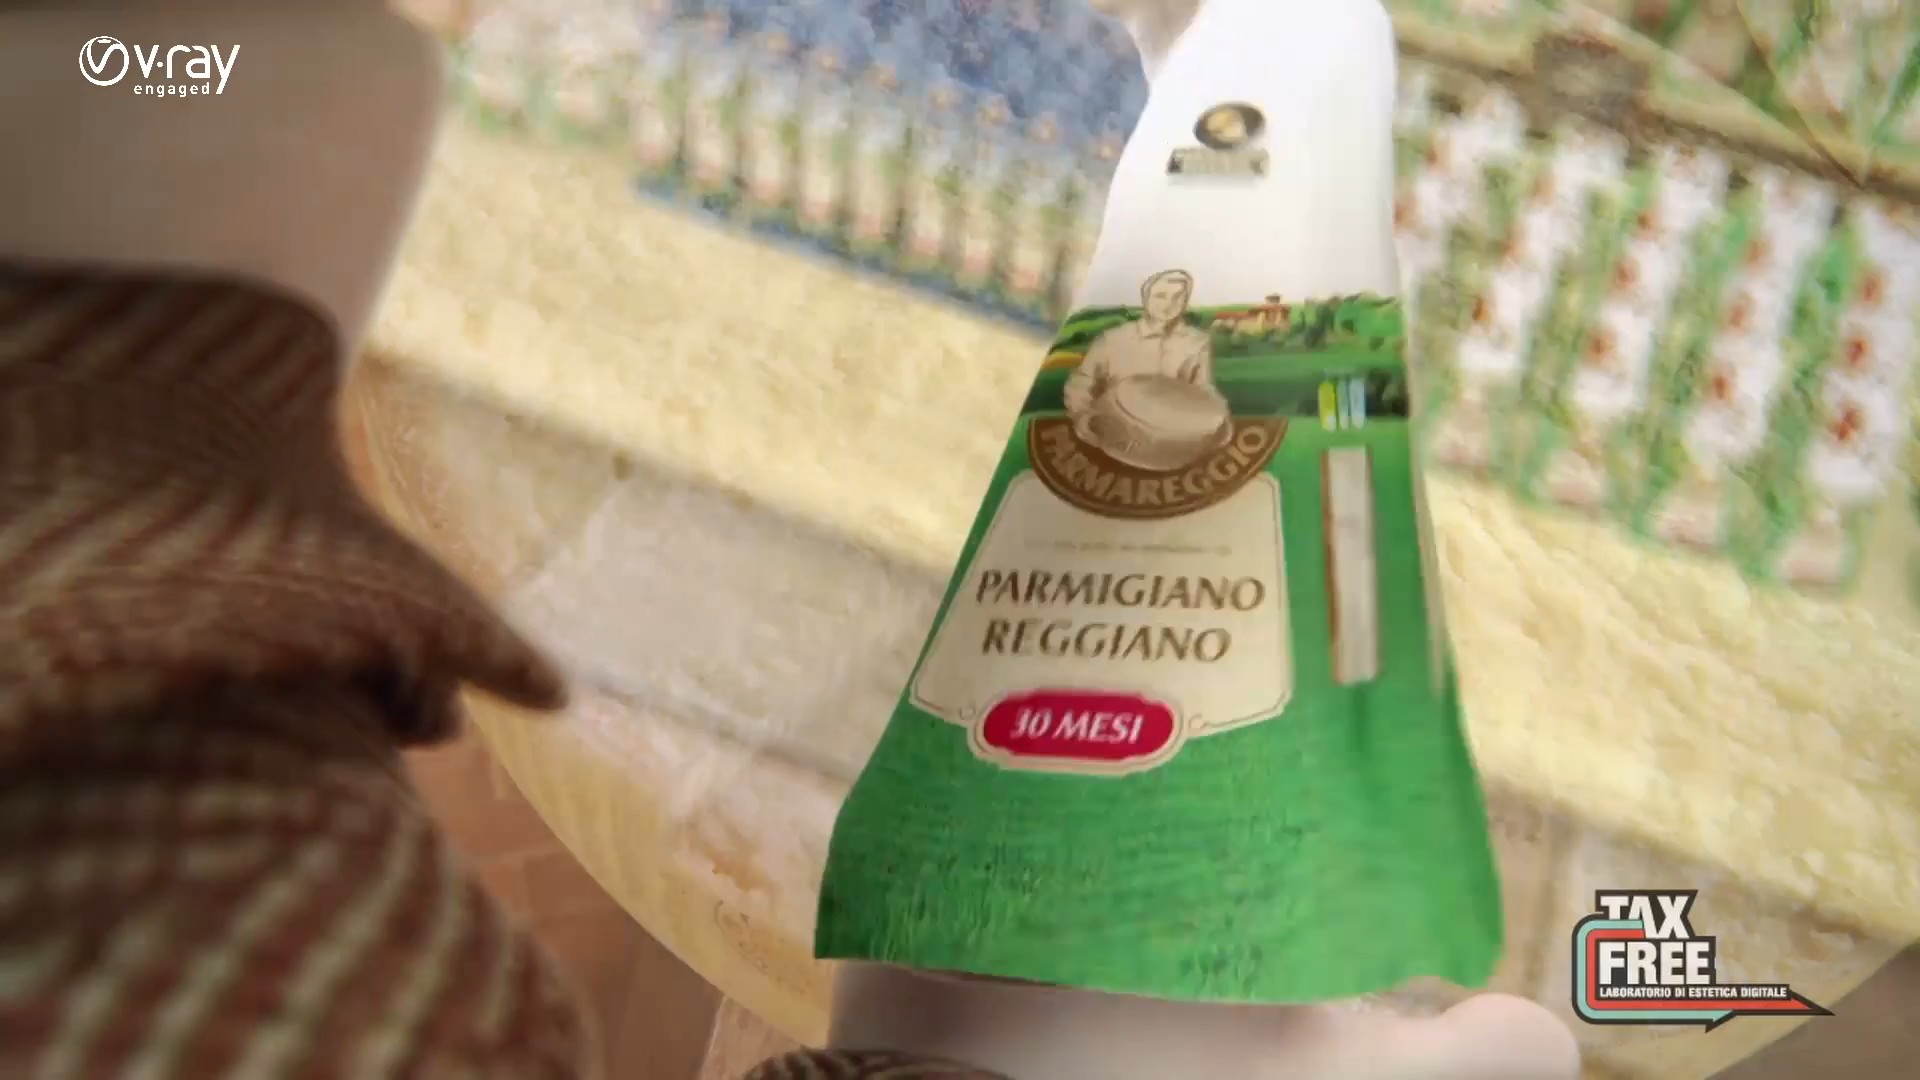 v·ray
engaged
PARMAREGGIO
PARMIGIANO
REGGIANO
30 MESI
TAX
FREE
LABORATORIO DI ESTETICA DIGITALE